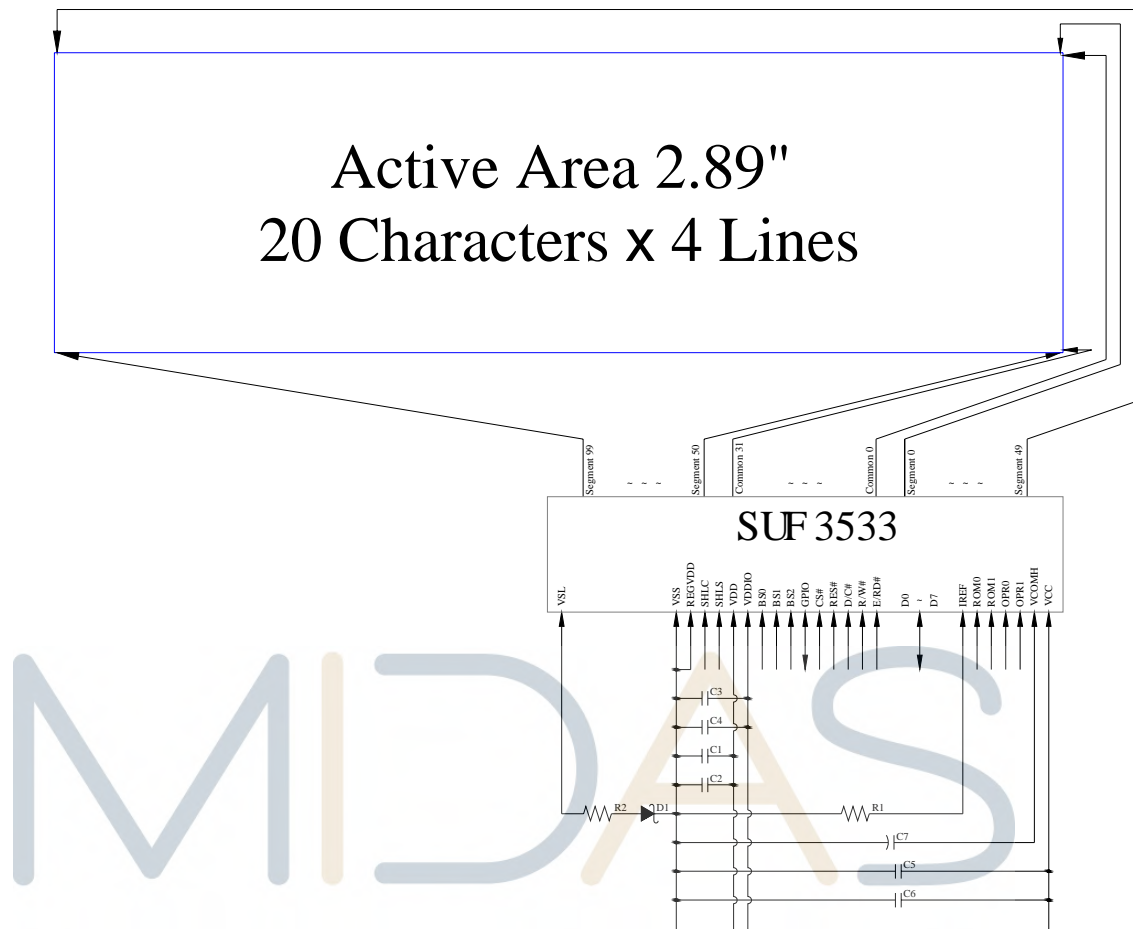 Active Area 2.89"
20 Characters x 4 Lines
Segment 99
~ ~ ~
Segment 50
Common 31
~ ~ ~
Common 0
Segment 0
~ ~ ~
Segment 49
SUF3533
VSL
VSS
REGVDD
SHLC
SHLS
VDD
VDDIO
BS0
BS1
BS2
GPIO
CS#
RES#
D/C#
R/W#
E/RD#
D0
~
D7
IREF
ROM0
ROM1
OPR0
OPR1
VCOMH
VCC
C3
C4
C1
C2
R2
D1
R1
C7
C5
C6
MIDAS